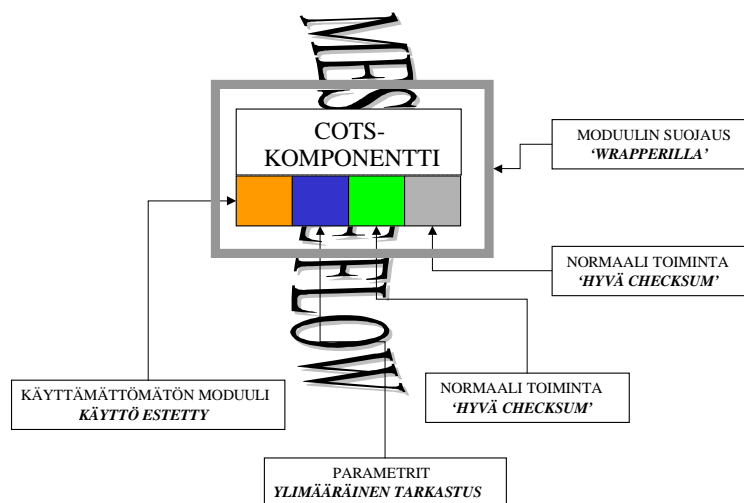 COTS-
KOMPONENTTI
MODUULIN SUOJAUS
‘WRAPPERILLA’
NORMAALI TOIMINTA
‘HYVÄ CHECKSUM’
NORMAALI TOIMINTA
‘HYVÄ CHECKSUM’
KÄYTTÄMÄTTÖMÄTÖN MODUULI
KÄYTTÖ ESTETTY
PARAMETRIT
YLIMÄÄRÄINEN TARKASTUS
FLOW